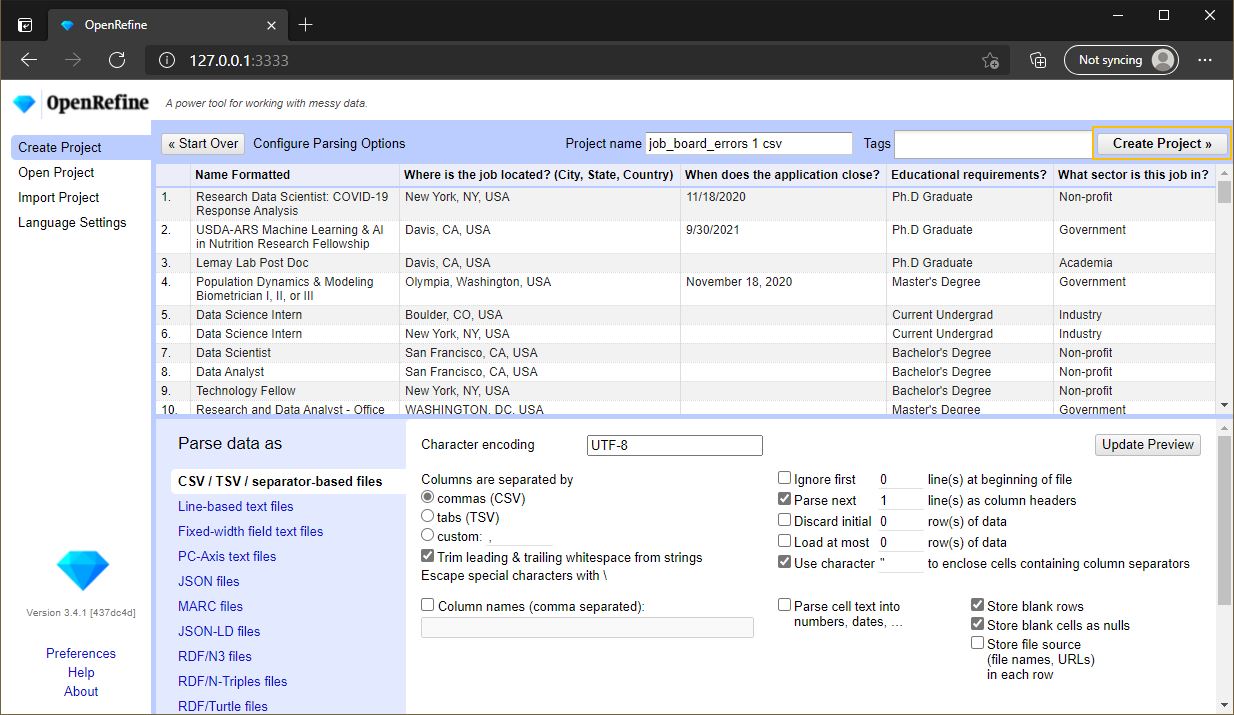 OpenRefine
127.0.0.1:3333
Not syncing
OpenRefine A power tool for working with messy data.
Create Project
Open Project
Import Project
Language Settings
Version 3.4.1 [437dc4d]
Preferences
Help
About
« Start Over Configure Parsing Options Project name job_board_errors 1 csv Tags Create Project »
Name Formatted Where is the job located? (City, State, Country) When does the application close? Educational requirements? What sector is this job in?
1. Research Data Scientist: COVID-19 New York, NY, USA 11/18/2020 Ph.D Graduate Non-profit
Response Analysis
2. USDA-ARS Machine Learning & AI Davis, CA, USA 9/30/2021 Ph.D Graduate Government
in Nutrition Research Fellowship
3. Lemay Lab Post Doc Davis, CA, USA Ph.D Graduate Academia
4. Population Dynamics & Modeling Olympia, Washington, USA November 18, 2020 Master's Degree Government
Biometrician I, II, or III
5. Data Science Intern Boulder, CO, USA Current Undergrad Industry
6. Data Science Intern New York, NY, USA Current Undergrad Industry
7. Data Scientist San Francisco, CA, USA Bachelor's Degree Non-profit
8. Data Analyst San Francisco, CA, USA Bachelor's Degree Non-profit
9. Technology Fellow New York, NY, USA Bachelor's Degree Non-profit
10. Research and Data Analyst - Office WASHINGTON, DC, USA Master's Degree Government
Parse data as
CSV / TSV / separator-based files
Line-based text files
Fixed-width field text files
PC-Axis text files
JSON files
MARC files
JSON-LD files
RDF/N3 files
RDF/N-Triples files
RDF/Turtle files
Character encoding UTF-8 Update Preview
Columns are separated by
commas (CSV)
tabs (TSV)
custom: ,
Trim leading & trailing whitespace from strings
Escape special characters with \
Column names (comma separated):
Ignore first 0 line(s) at beginning of file
Parse next 1 line(s) as column headers
Discard initial 0 row(s) of data
Load at most 0 row(s) of data
Use character " to enclose cells containing column separators
Parse cell text into
numbers, dates, ...
Store blank rows
Store blank cells as nulls
Store file source
(file names, URLs)
in each row